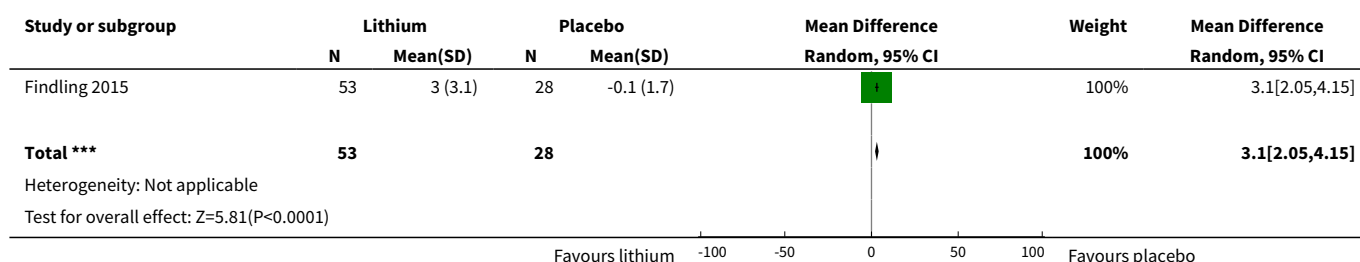 Study or subgroup Lithium Placebo Mean Difference Weight Mean Difference
N Mean(SD) N Mean(SD) Random, 95% CI Random, 95% CI
Findling 2015 53 3 (3.1) 28 -0.1 (1.7) 100% 3.1[2.05,4.15]
Total *** 53 28 100% 3.1[2.05,4.15]
Heterogeneity: Not applicable
Test for overall effect: Z=5.81(P<0.0001)
Favours lithium -100 -50 0 50 100 Favours placebo